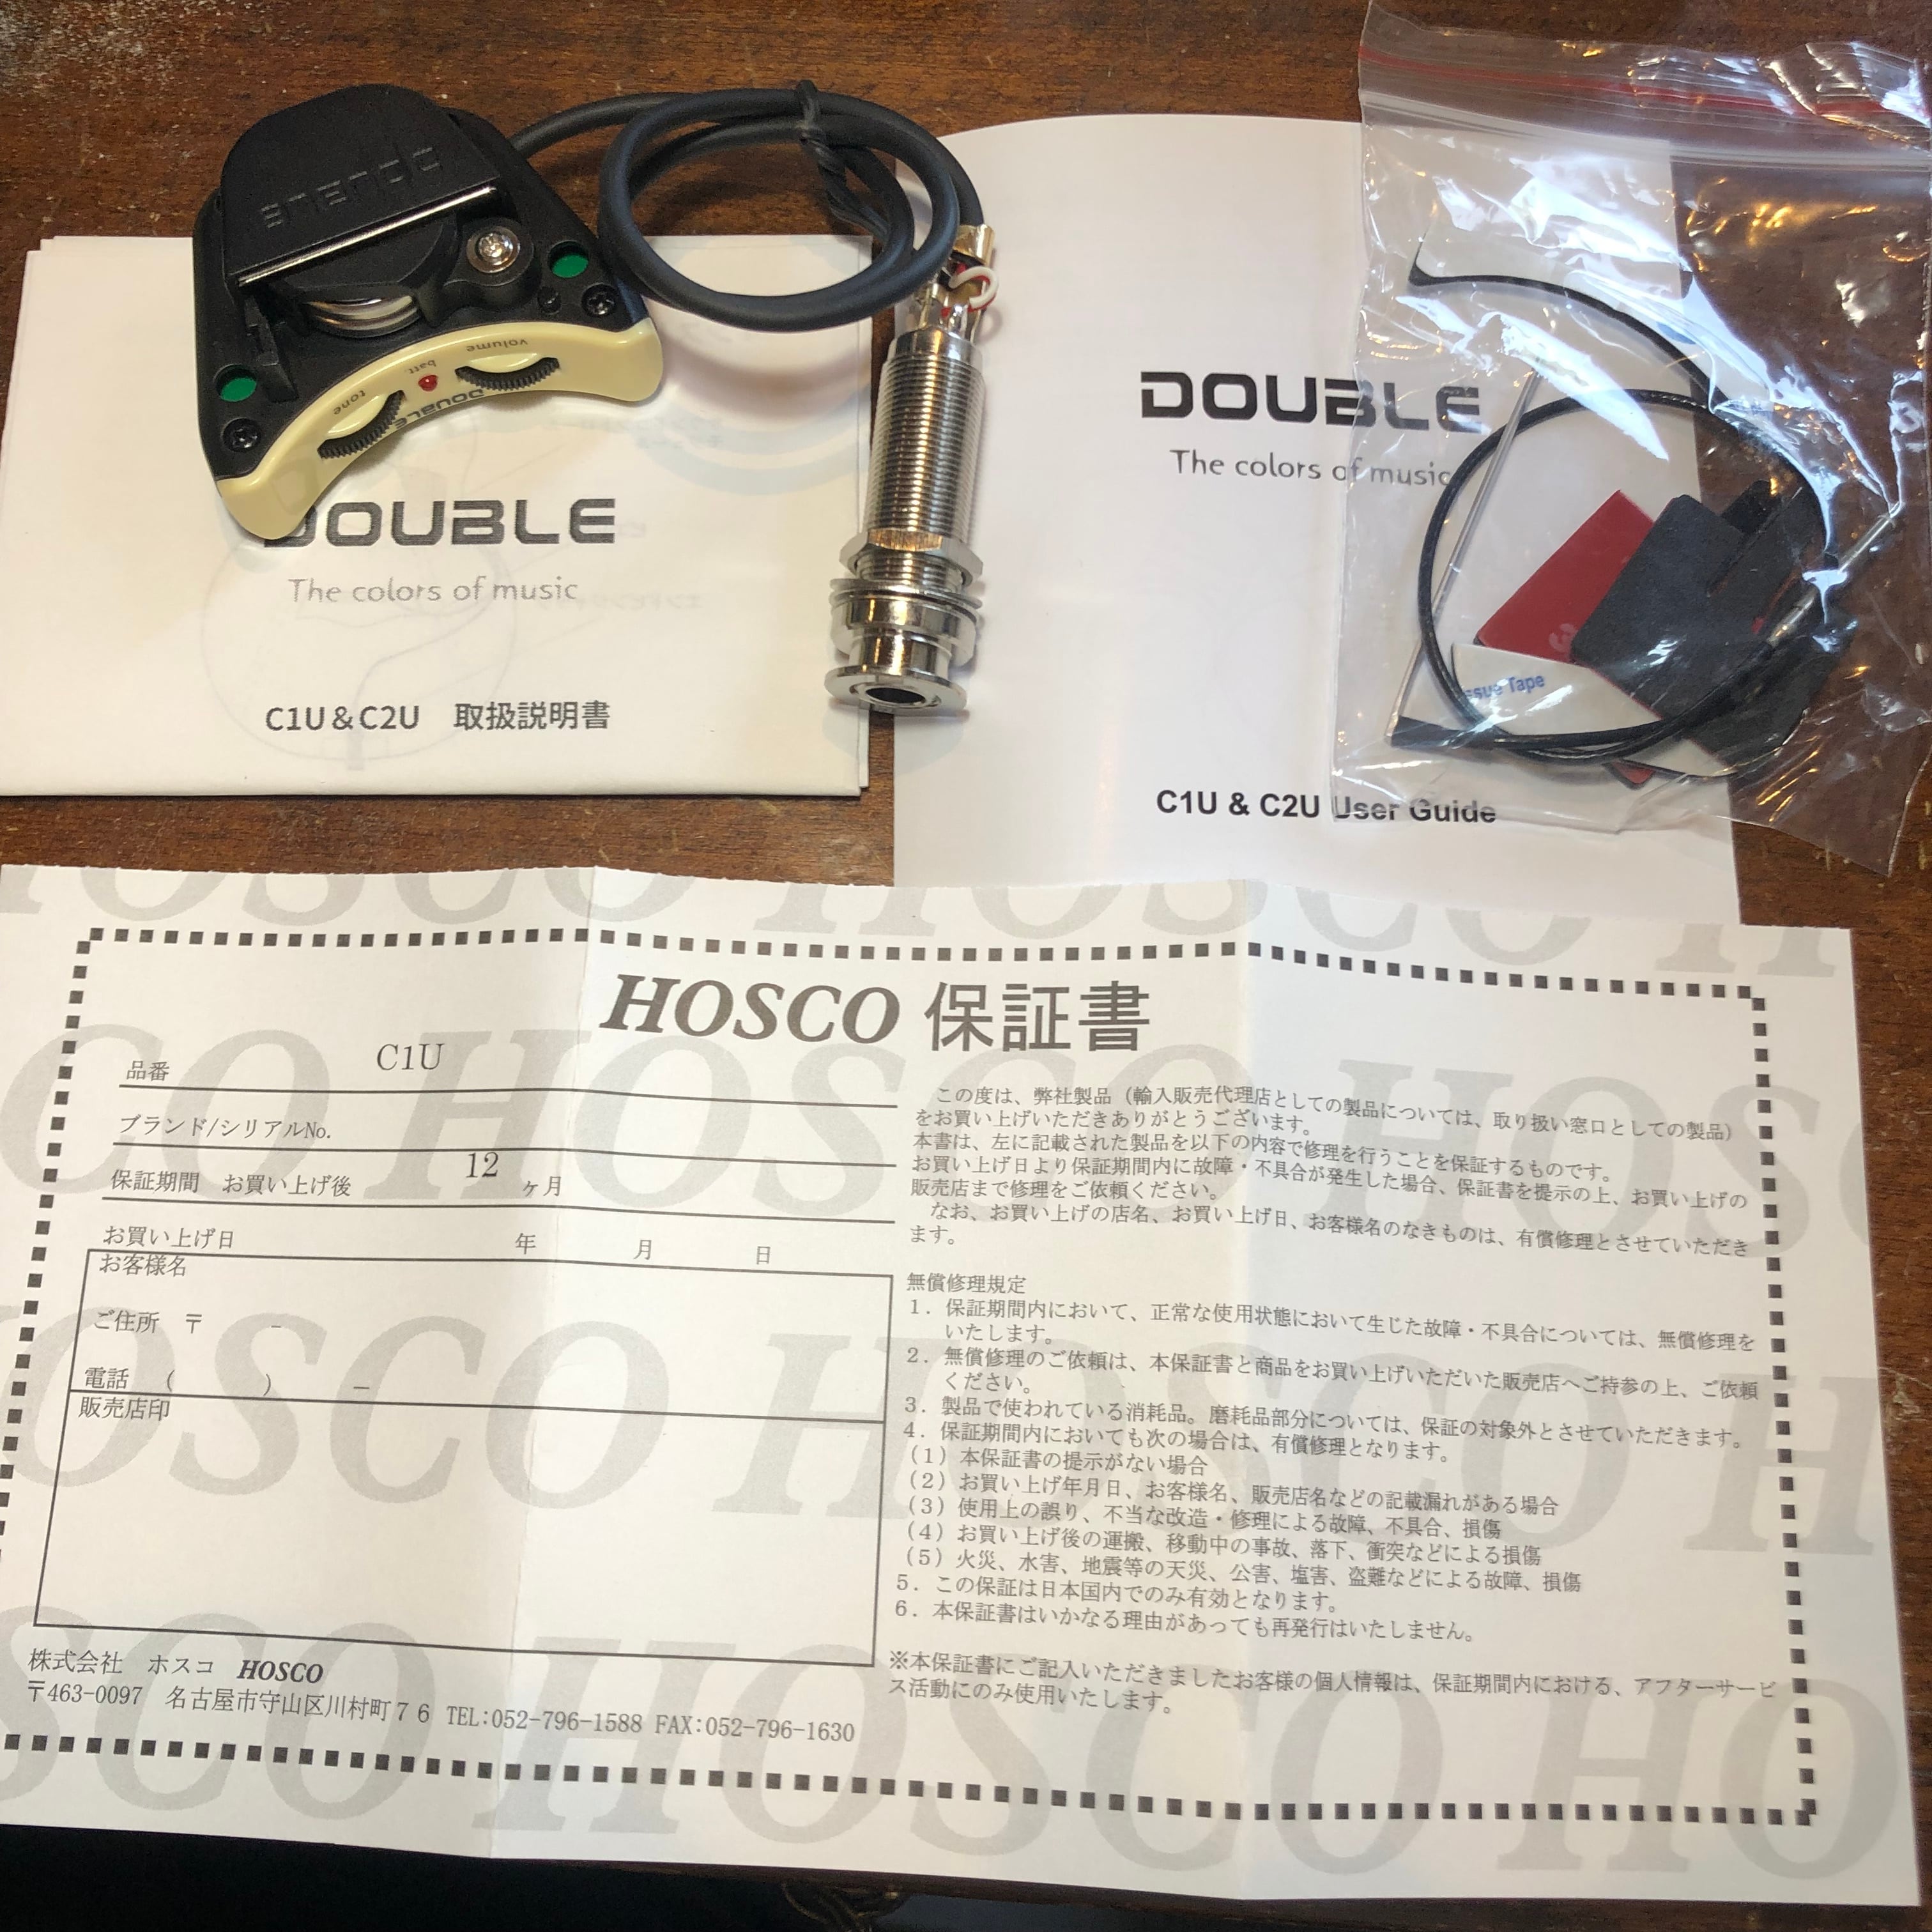 DOUBLE
volume
batt
tone
DOUBLE
DOUBLE
The colors of music
C1U&C2U 取扱説明書
DOUBLE
The colors of music
C1U & C2U User Guide
ssue Tape
HOSCO 保証書
品番 C1U
ブランド/シリアルNo.
保証期間 お買い上げ後 12 ヶ月
お買い上げ日 年 月 日
お客様名
ご住所 〒 -
電話 ( ) -
販売店印
株式会社 ホスコ HOSCO
〒463-0097 名古屋市守山区川村町76 TEL:052-796-1588 FAX:052-796-1630
この度は、弊社製品(輸入販売代理店としての製品については、取り扱い窓口としての製品)
をお買い上げいただきありがとうございます。
本書は、左に記載された製品を以下の内容で修理を行うことを保証するものです。
お買い上げ日より保証期間内に故障・不具合が発生した場合、保証書を提示の上、お買い上げの
販売店まで修理をご依頼ください。
なお、お買い上げの店名、お買い上げ日、お客様名のなきものは、有償修理とさせていただき
ます。
無償修理規定
1.保証期間内において、正常な使用状態において生じた故障・不具合については、無償修理を
いたします。
2.無償修理のご依頼は、本保証書と商品をお買い上げいただいた販売店へご持参の上、ご依頼
ください。
3.製品で使われている消耗品。磨耗品部分については、保証の対象外とさせていただきます。
4.保証期間内においても次の場合は、有償修理となります。
(1)本保証書の提示がない場合
(2)お買い上げ年月日、お客様名、販売店名などの記載漏れがある場合
(3)使用上の誤り、不当な改造・修理による故障、不具合、損傷
(4)お買い上げ後の運搬、移動中の事故、落下、衝突などによる損傷
(5)火災、水害、地震等の天災、公害、塩害、盗難などによる故障、損傷
5.この保証は日本国内でのみ有効となります。
6.本保証書はいかなる理由があっても再発行はいたしません。
※本保証書にご記入いただきましたお客様の個人情報は、保証期間内における、アフターサービ
ス活動にのみ使用いたします。